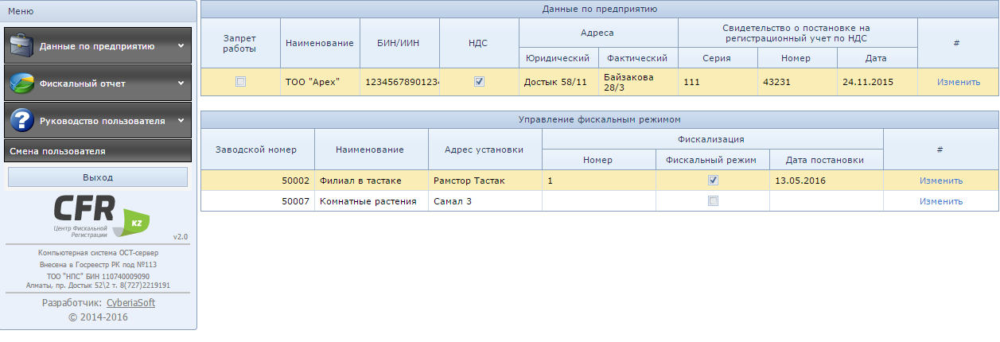 Меню
Данные по предприятию
Фискальный отчет
Руководство пользователя
Смена пользователя
Выход
CFR KZ
Центр Фискальной
Регистрации
v2.0
Компьютерная система ОСТ-сервер
Внесена в Госреестр РК под №113
ТОО "НПС" БИН 110740009090
Алматы, пр. Достык 52\2 т. 8(727)2219191
Разработчик: CyberiaSoft
© 2014-2016
Данные по предприятию
Запрет работы Наименование БИН/ИИН НДС Адреса Свидетельство о постановке на регистрационный учет по НДС #
Юридический Фактический Серия Номер Дата
ТОО "Арех" 12345678901234 Достык 58/11 Байзакова 28/3 111 43231 24.11.2015 Изменить
Управление фискальным режимом
Заводской номер Наименование Адрес установки Фискализация #
Номер Фискальный режим Дата постановки
50002 Филиал в тастаке Рамстор Тастак 1 13.05.2016 Изменить
50007 Комнатные растения Самал 3 Изменить